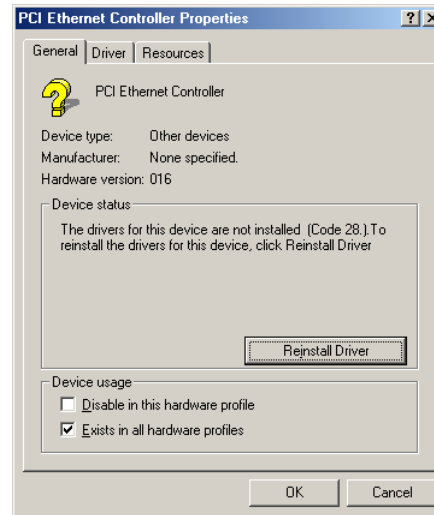 PCI Ethernet Controller Properties
General Driver Resources
PCI Ethernet Controller
Device type: Other devices
Manufacturer: None specified.
Hardware version: 016
Device status
The drivers for this device are not installed (Code 28.).To
reinstall the drivers for this device, click Reinstall Driver
Reinstall Driver
Device usage
Disable in this hardware profile
Exists in all hardware profiles
OK Cancel